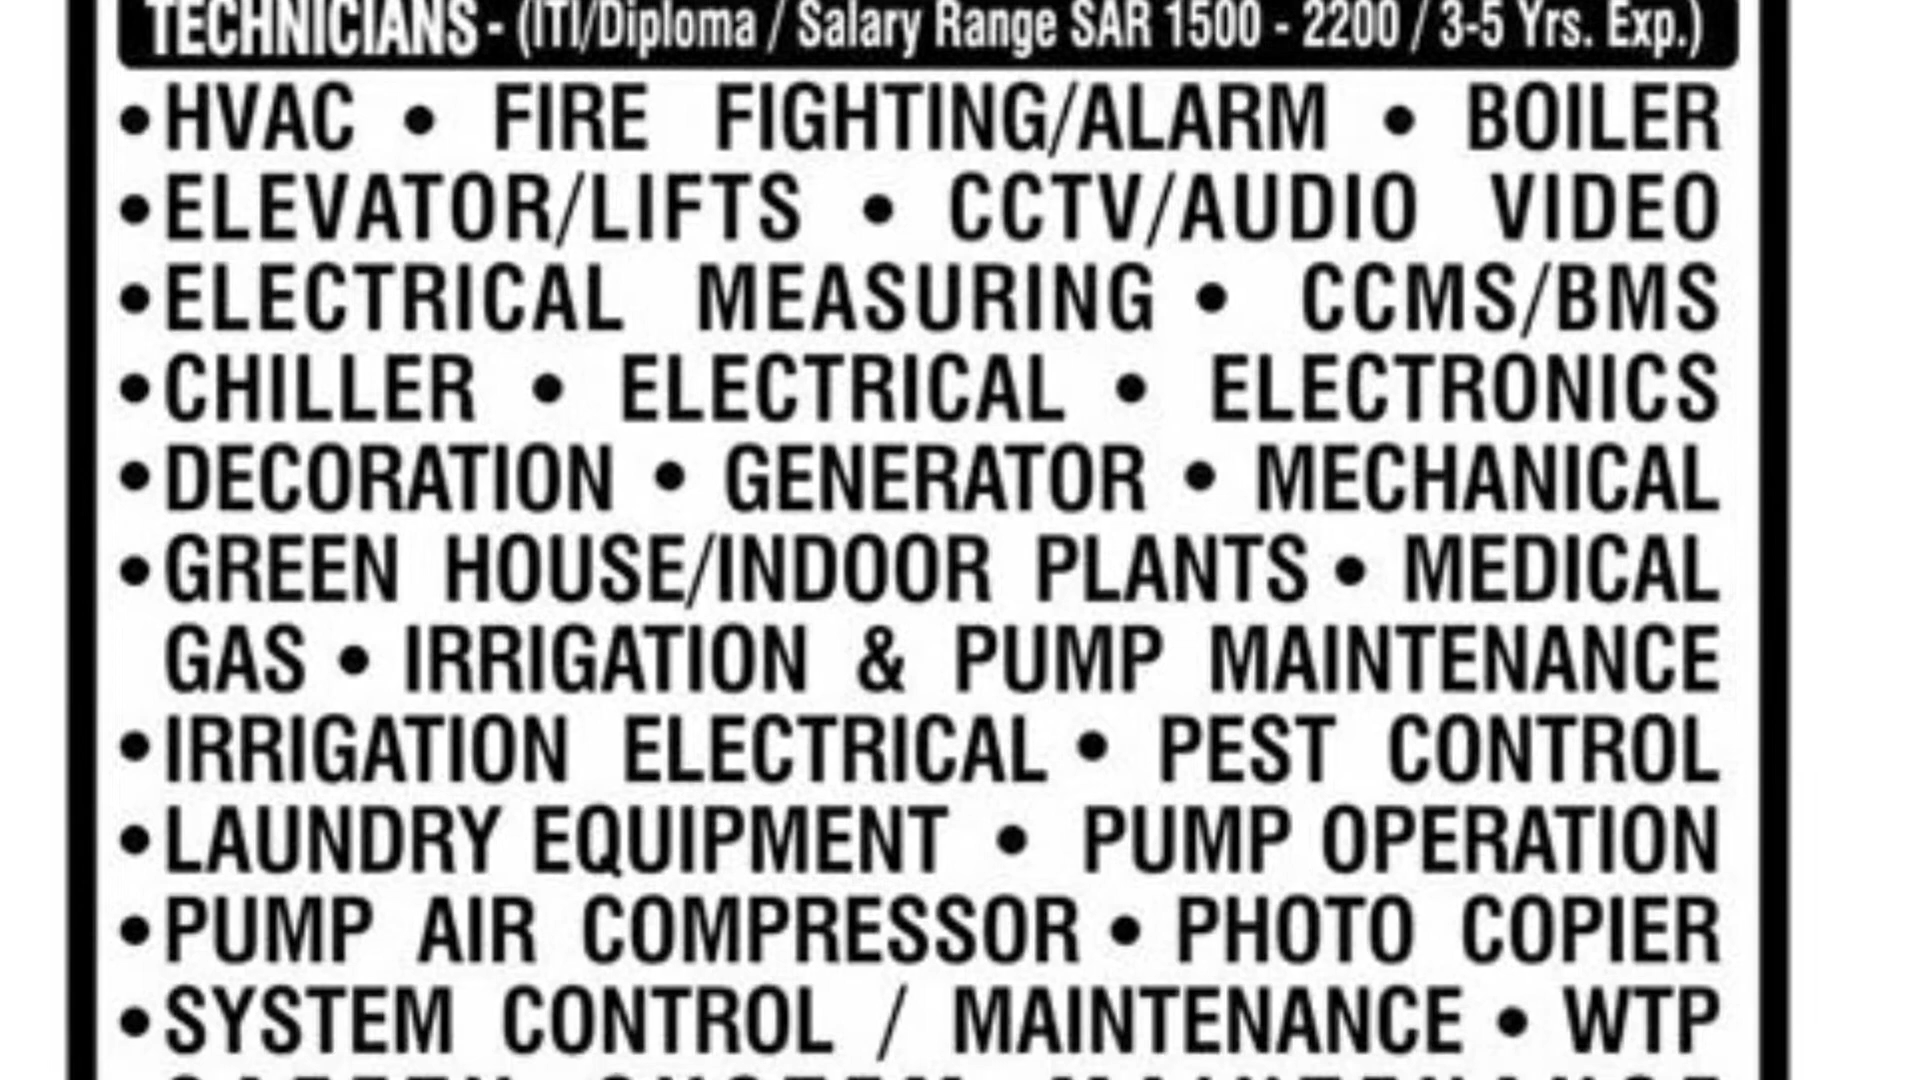 TECHNICIANS - (ITI/Diploma / Salary Range SAR 1500 - 2200 / 3-5 Yrs. Exp.)
• HVAC • FIRE FIGHTING/ALARM • BOILER
• ELEVATOR/LIFTS • CCTV/AUDIO VIDEO
• ELECTRICAL MEASURING • CCMS/BMS
• CHILLER • ELECTRICAL • ELECTRONICS
• DECORATION • GENERATOR • MECHANICAL
• GREEN HOUSE/INDOOR PLANTS • MEDICAL
GAS • IRRIGATION & PUMP MAINTENANCE
• IRRIGATION ELECTRICAL • PEST CONTROL
• LAUNDRY EQUIPMENT • PUMP OPERATION
• PUMP AIR COMPRESSOR • PHOTO COPIER
• SYSTEM CONTROL / MAINTENANCE • WTP